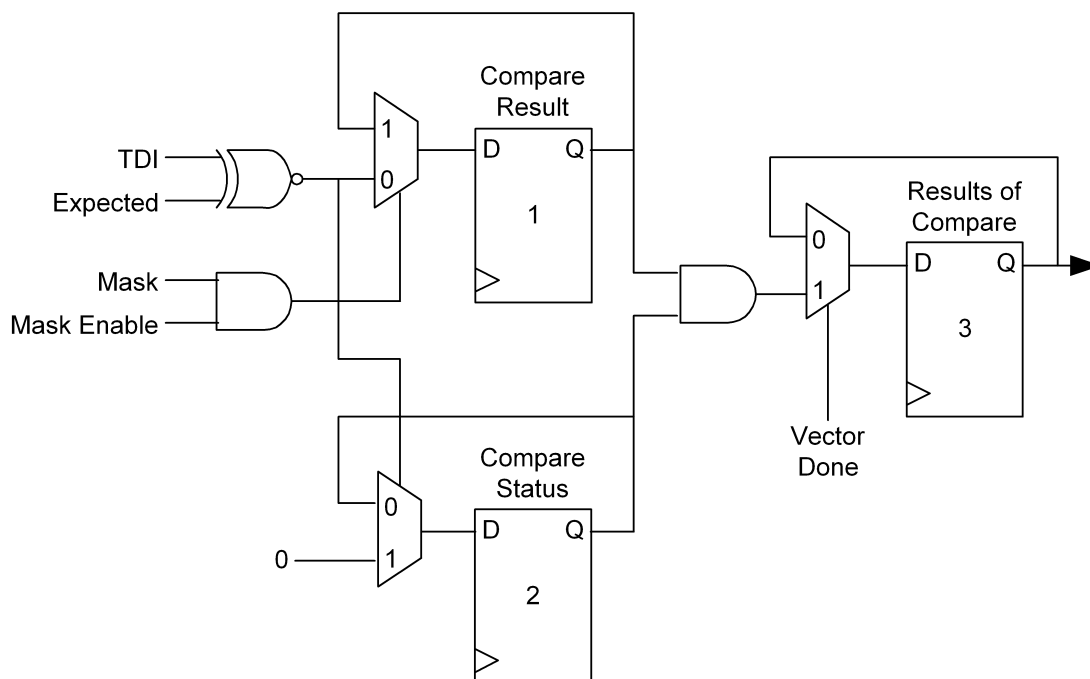 Compare
Result
1
0
D
Q
1
TDI
Expected
Mask
Mask Enable
Results of
Compare
0
1
D
Q
3
Vector
Done
Compare
Status
0
1
0
D
Q
2